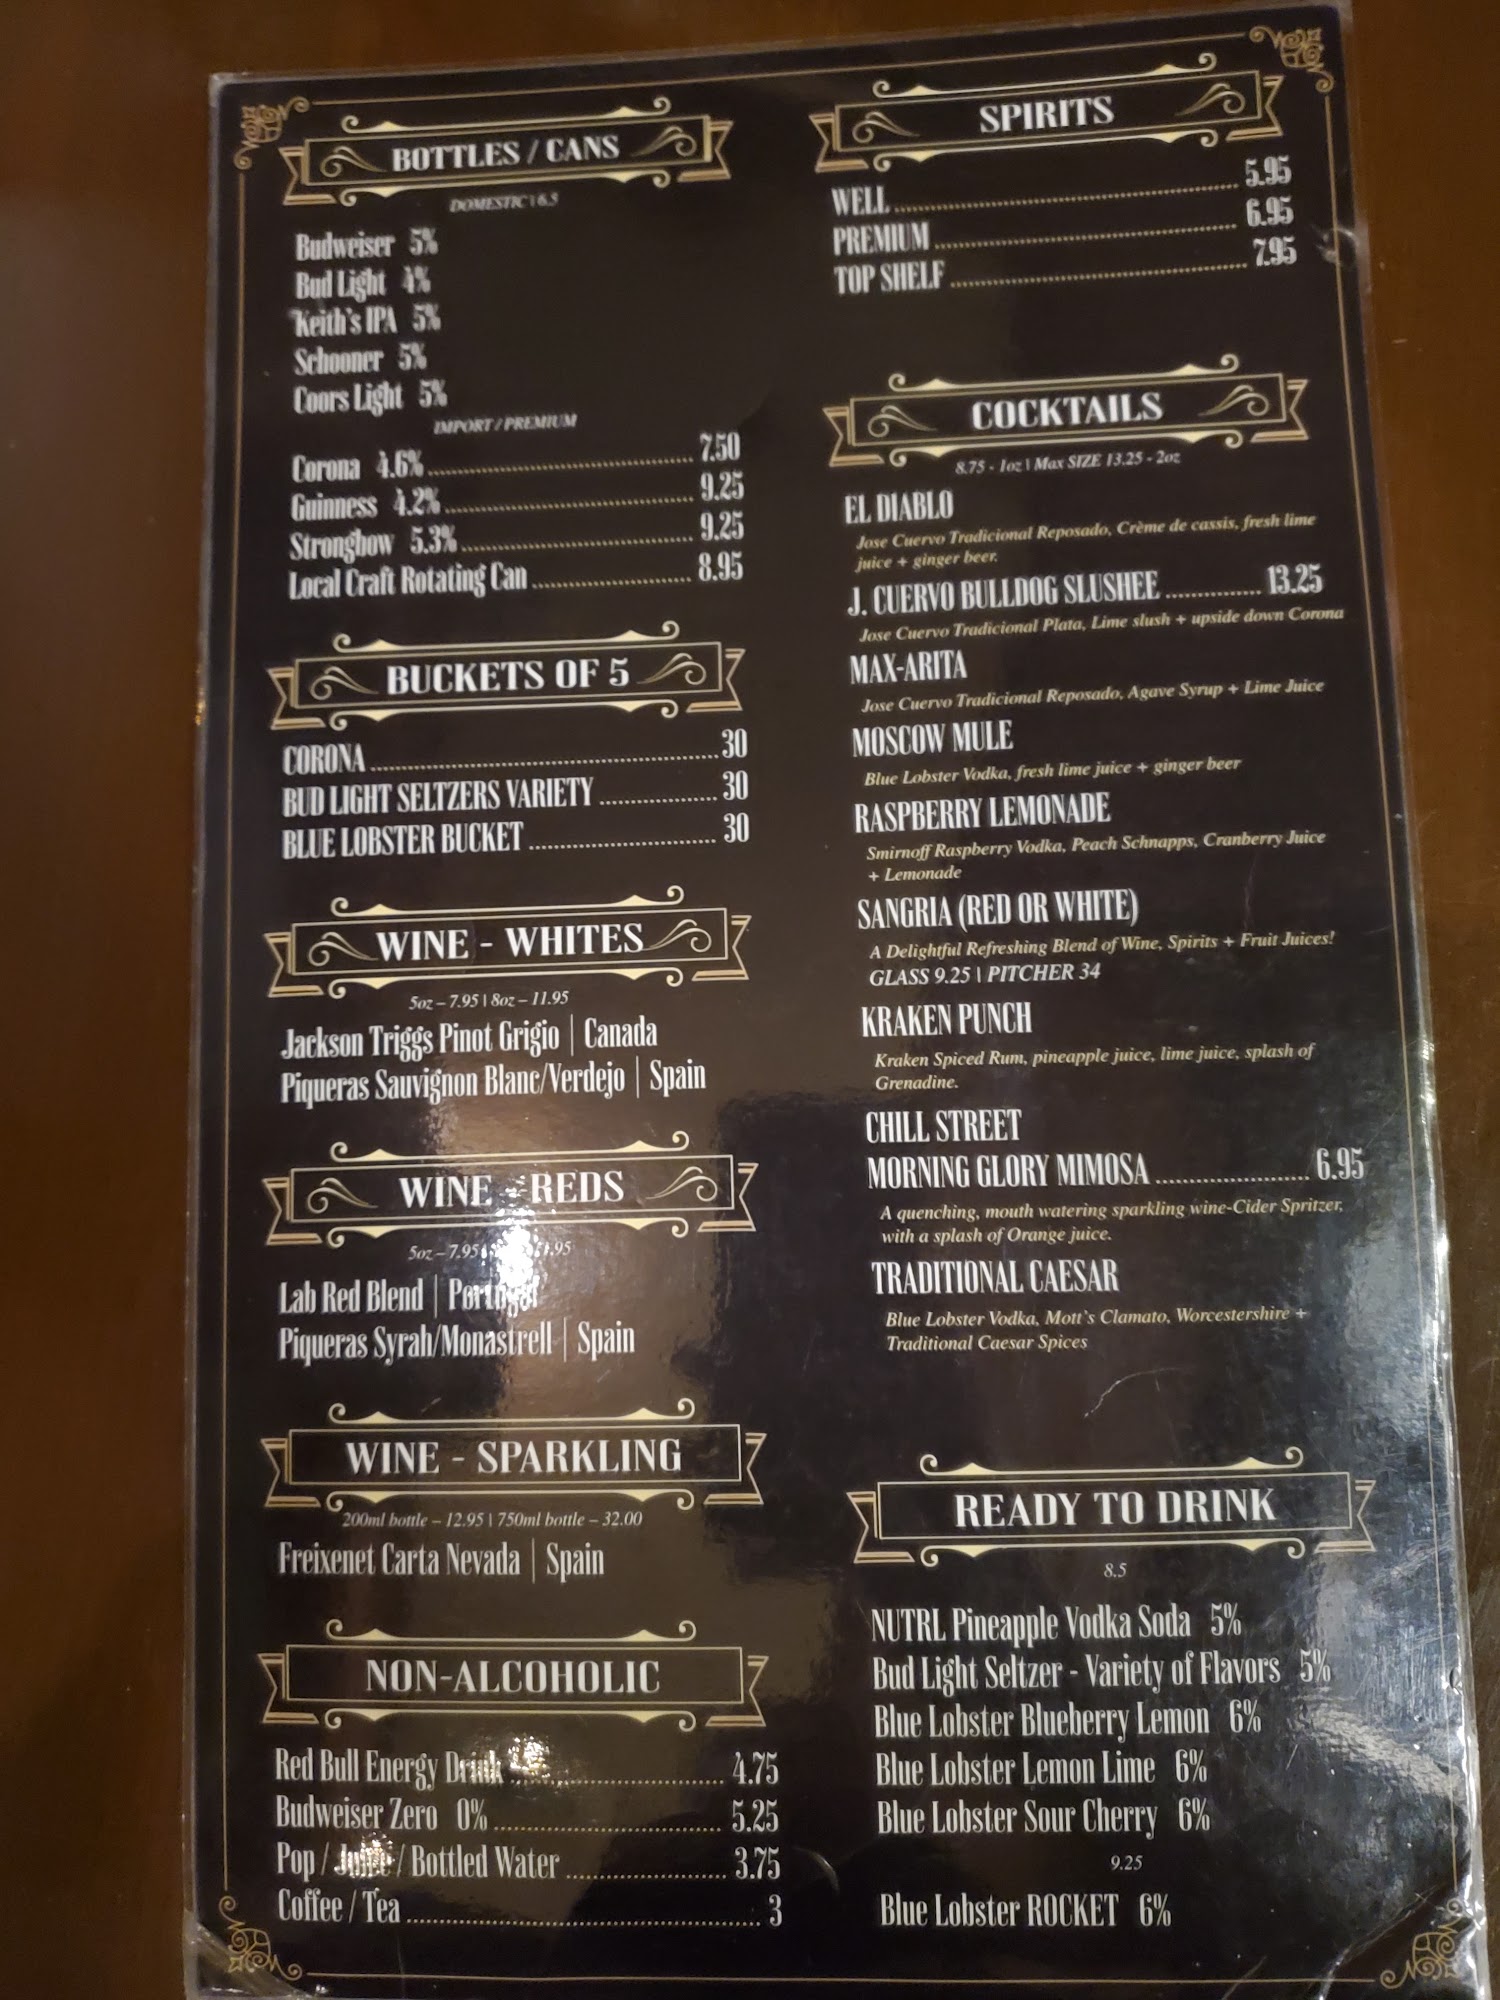 BOTTLES / CANS
DOMESTIC | 6.5
Budweiser 5%
Bud Light 4%
Keith's IPA 5%
Schooner 5%
Coors Light 5%
IMPORT / PREMIUM
Corona 4.6% 7.50
Guinness 4.2% 9.25
Strongbow 5.3% 9.25
Local Craft Rotating Can 8.95
BUCKETS OF 5
CORONA 30
BUD LIGHT SELTZERS VARIETY 30
BLUE LOBSTER BUCKET 30
WINE - WHITES
5oz – 7.95 | 8oz – 11.95
Jackson Triggs Pinot Grigio | Canada
Piqueras Sauvignon Blanc/Verdejo | Spain
WINE - REDS
5oz – 7.95 11.95
Lab Red Blend | Portugal
Piqueras Syrah/Monastrell | Spain
WINE - SPARKLING
200ml bottle – 12.95 | 750ml bottle – 32.00
Freixenet Carta Nevada | Spain
NON-ALCOHOLIC
Red Bull Energy Drink 4.75
Budweiser Zero 0% 5.25
Pop / Juice / Bottled Water 3.75
Coffee / Tea 3
SPIRITS
WELL 5.95
PREMIUM 6.95
TOP SHELF 7.95
COCKTAILS
8.75 - 1oz | Max SIZE 13.25 - 2oz
EL DIABLO
Jose Cuervo Tradicional Reposado, Crème de cassis, fresh lime
juice + ginger beer.
J. CUERVO BULLDOG SLUSHEE 13.25
Jose Cuervo Tradicional Plata, Lime slush + upside down Corona
MAX-ARITA
Jose Cuervo Tradicional Reposado, Agave Syrup + Lime Juice
MOSCOW MULE
Blue Lobster Vodka, fresh lime juice + ginger beer
RASPBERRY LEMONADE
Smirnoff Raspberry Vodka, Peach Schnapps, Cranberry Juice
+ Lemonade
SANGRIA (RED OR WHITE)
A Delightful Refreshing Blend of Wine, Spirits + Fruit Juices!
GLASS 9.25 | PITCHER 34
KRAKEN PUNCH
Kraken Spiced Rum, pineapple juice, lime juice, splash of
Grenadine.
CHILL STREET
MORNING GLORY MIMOSA 6.95
A quenching, mouth watering sparkling wine-Cider Spritzer,
with a splash of Orange juice.
TRADITIONAL CAESAR
Blue Lobster Vodka, Mott's Clamato, Worcestershire +
Traditional Caesar Spices
READY TO DRINK
8.5
NUTRL Pineapple Vodka Soda 5%
Bud Light Seltzer - Variety of Flavors 5%
Blue Lobster Blueberry Lemon 6%
Blue Lobster Lemon Lime 6%
Blue Lobster Sour Cherry 6%
9.25
Blue Lobster ROCKET 6%